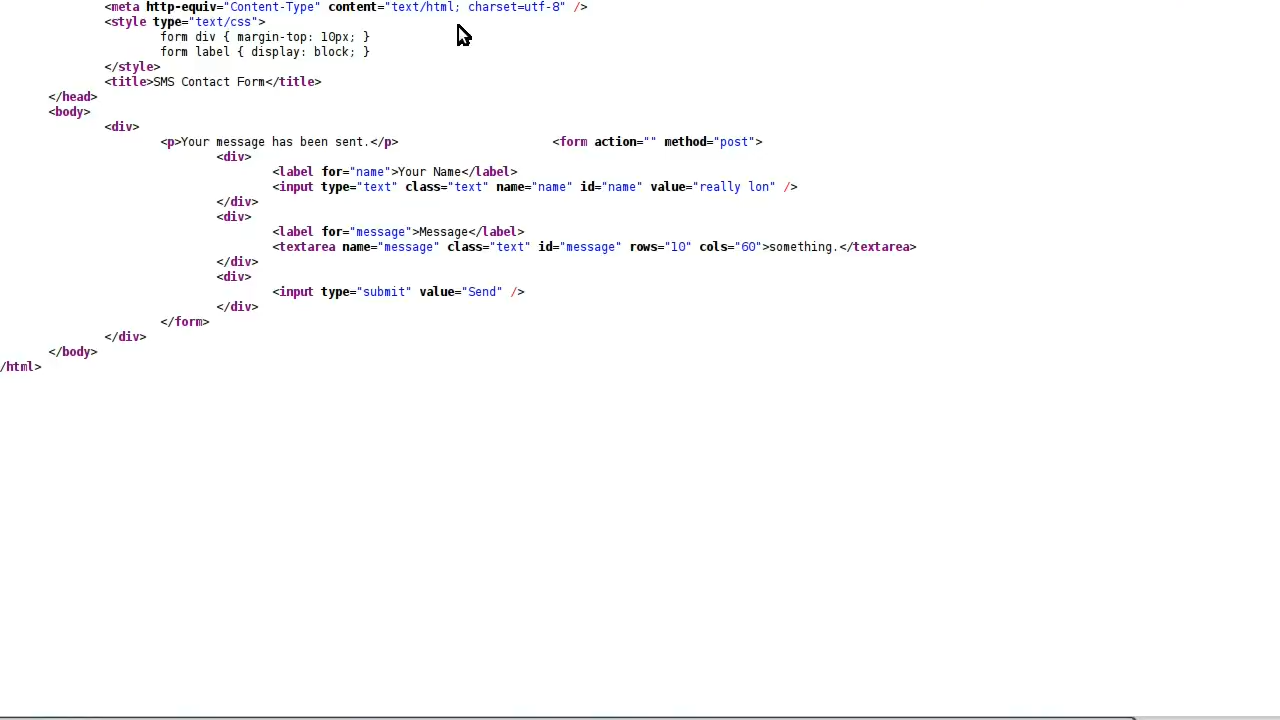 <meta http-equiv="Content-Type" content="text/html; charset=utf-8" />
<style type="text/css">
form div { margin-top: 10px; }
form label { display: block; }
</style>
<title>SMS Contact Form</title>
</head>
<body>
<div>
<p>Your message has been sent.</p> <form action="" method="post">
<div>
<label for="name">Your Name</label>
<input type="text" class="text" name="name" id="name" value="really lon" />
</div>
<div>
<label for="message">Message</label>
<textarea name="message" class="text" id="message" rows="10" cols="60">something.</textarea>
</div>
<div>
<input type="submit" value="Send" />
</div>
</form>
</div>
</body>
/html>